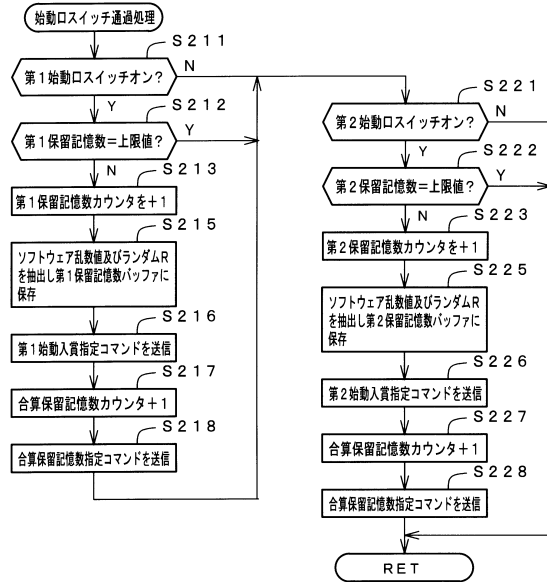 始動口スイッチ通過処理
S211
第1始動口スイッチオン?
N
Y
S212
第1保留記憶数=上限値?
Y
N
S213
第1保留記憶数カウンタを+1
S215
ソフトウェア乱数値及びランダムR
を抽出し第1保留記憶数バッファに
保存
S216
第1始動入賞指定コマンドを送信
S217
合算保留記憶数カウンタ+1
S218
合算保留記憶数指定コマンドを送信
S221
第2始動口スイッチオン?
N
Y
S222
第2保留記憶数=上限値?
Y
N
S223
第2保留記憶数カウンタを+1
S225
ソフトウェア乱数値及びランダムR
を抽出し第2保留記憶数バッファに
保存
S226
第2始動入賞指定コマンドを送信
S227
合算保留記憶数カウンタ+1
S228
合算保留記憶数指定コマンドを送信
RET